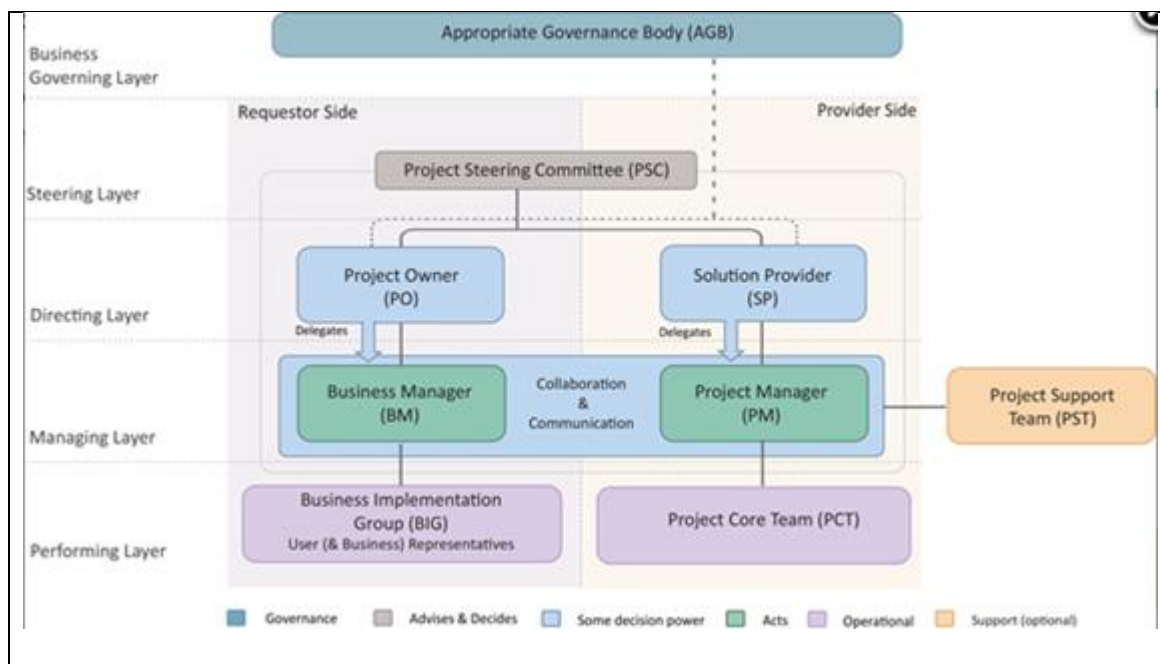 Appropriate Governance Body (AGB)
Business
Governing Layer
Requestor Side
Provider Side
Project Steering Committee (PSC)
Steering Layer
Project Owner
(PO)
Solution Provider
(SP)
Directing Layer
Delegates
Delegates
Business Manager
(BM)
Collaboration
&
Communication
Project Manager
(PM)
Project Support
Team (PST)
Managing Layer
Business Implementation
Group (BIG)
User (& Business) Representatives
Project Core Team (PCT)
Performing Layer
Governance
Advises & Decides
Some decision power
Acts
Operational
Support (optional)